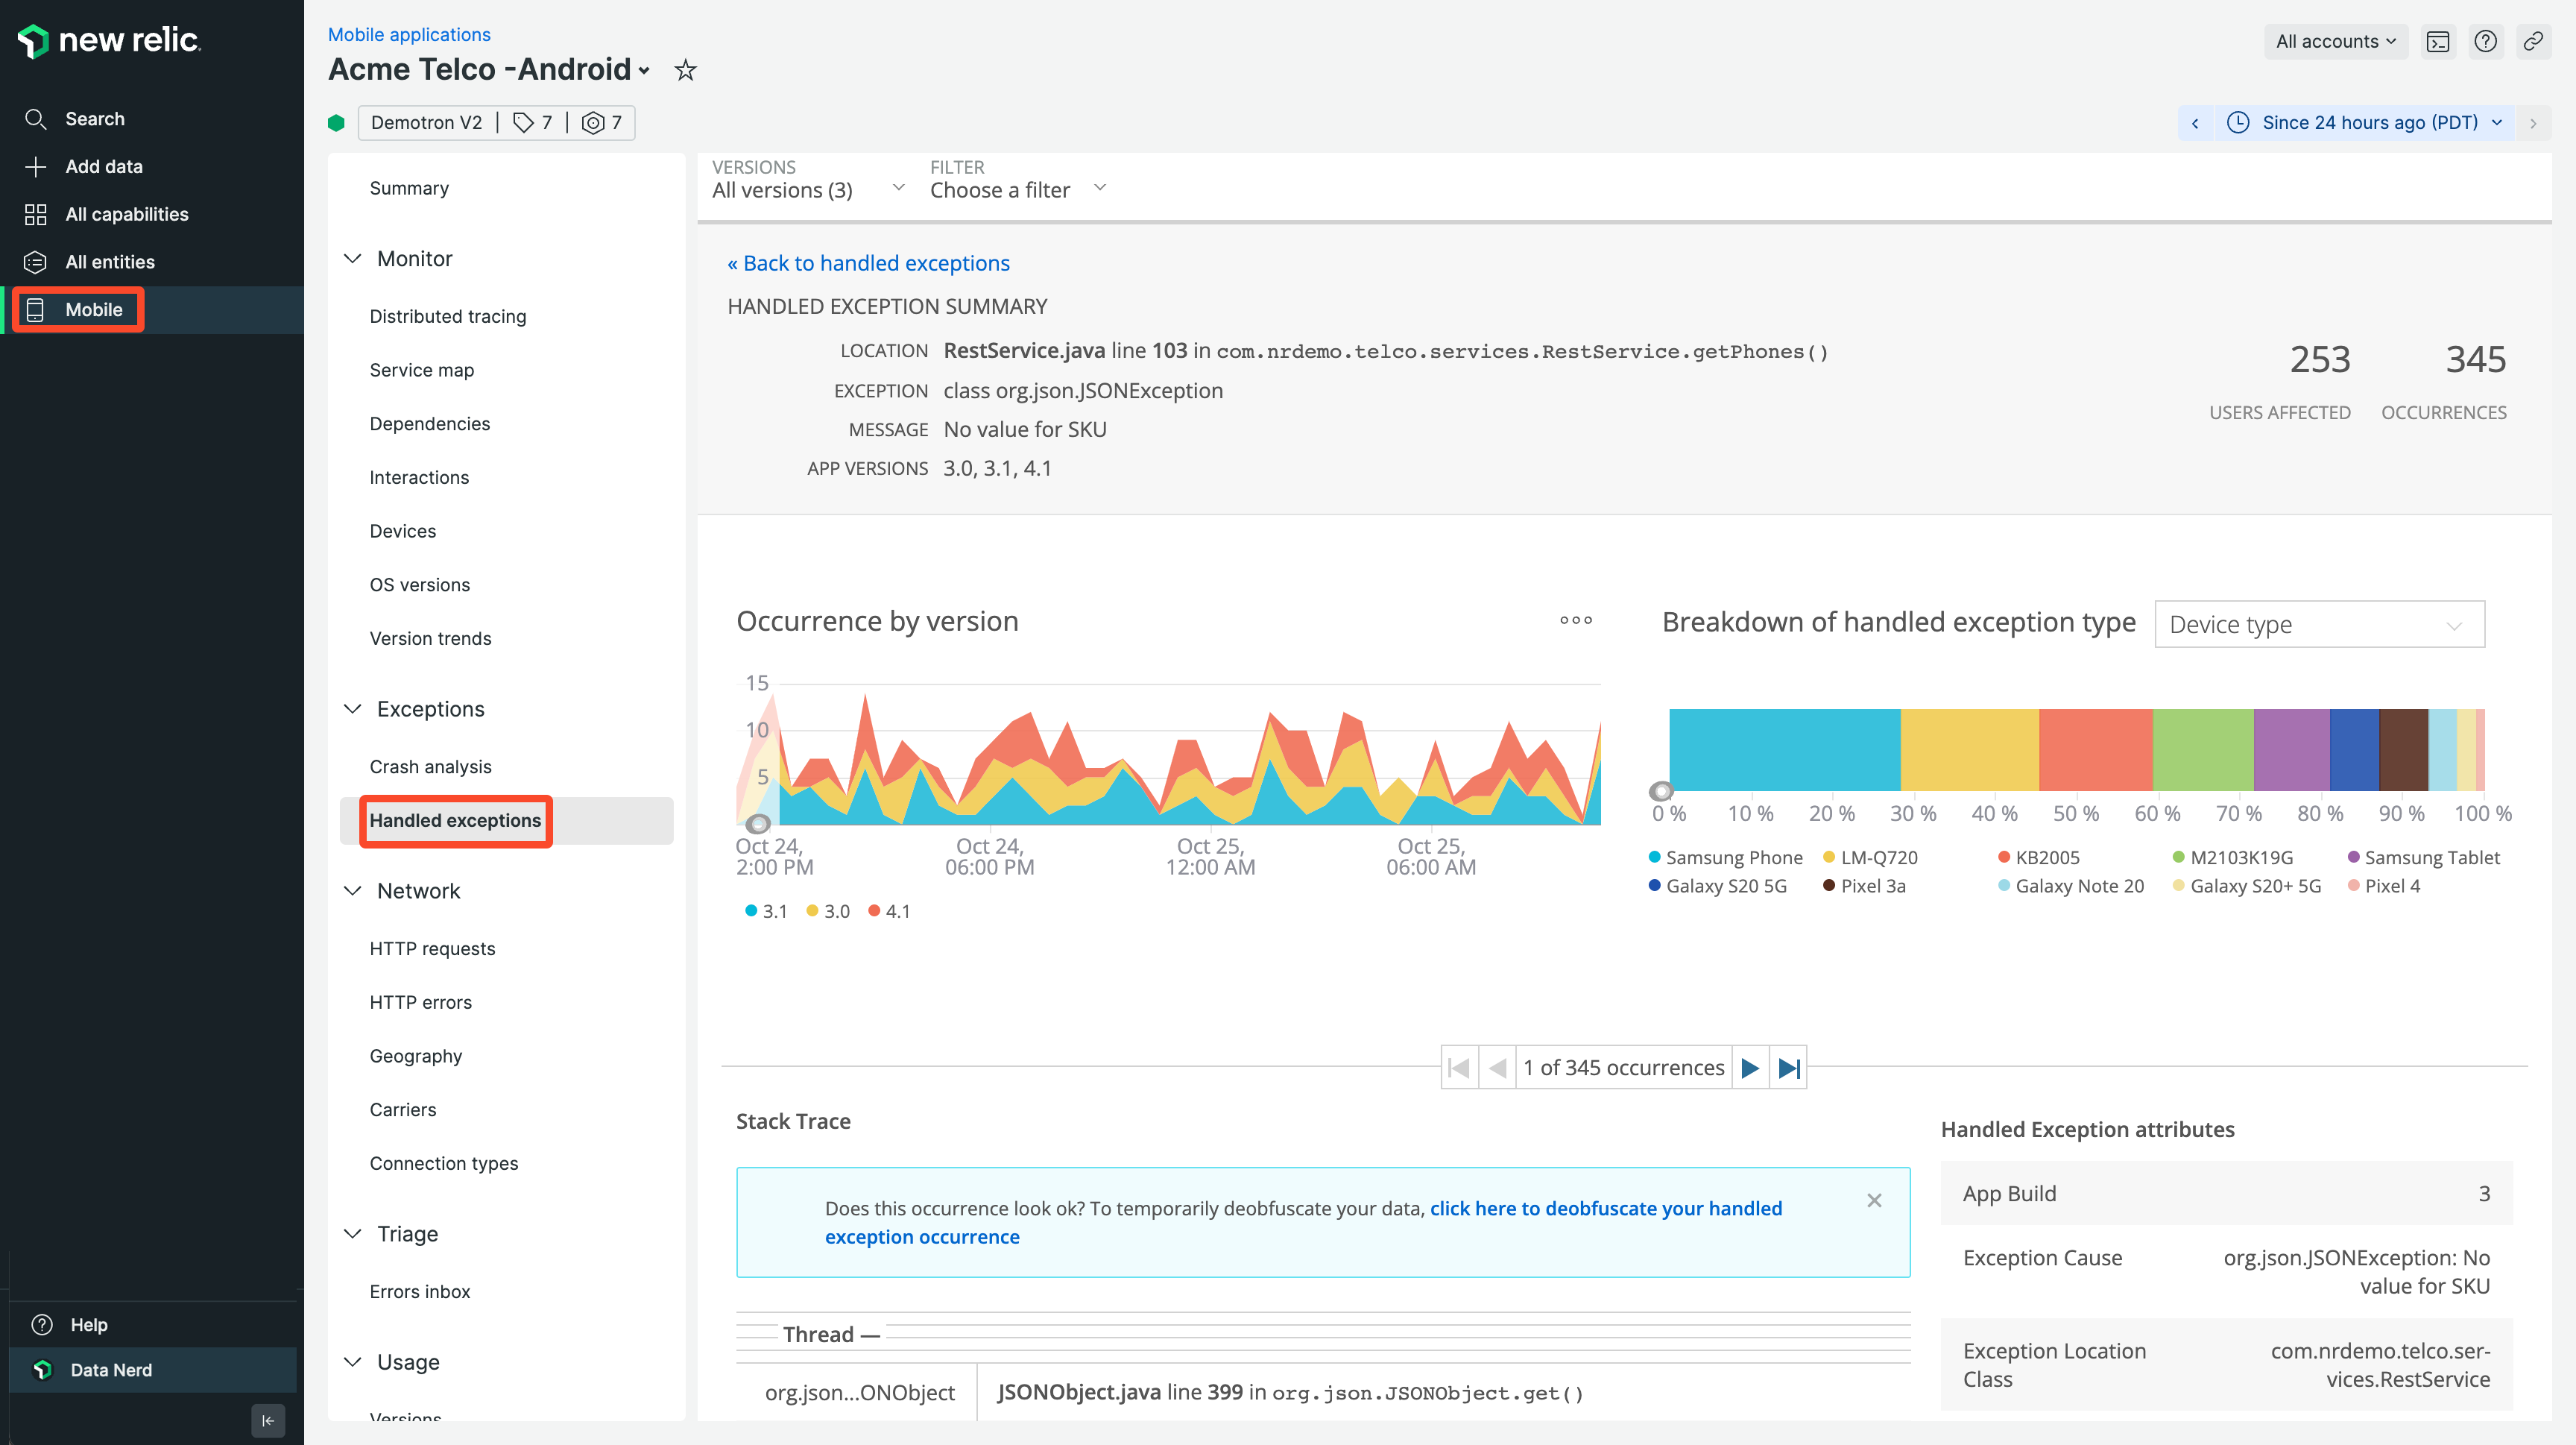 new relic.
Search
Add data
All capabilities
All entities
Mobile
Help
Data Nerd
Mobile applications
Acme Telco -Android
All accounts
Demotron V2 | 7 | 7
Since 24 hours ago (PDT)
Summary
Monitor
Distributed tracing
Service map
Dependencies
Interactions
Devices
OS versions
Version trends
Exceptions
Crash analysis
Handled exceptions
Network
HTTP requests
HTTP errors
Geography
Carriers
Connection types
Triage
Errors inbox
Usage
Versions
VERSIONS
All versions (3)
FILTER
Choose a filter
« Back to handled exceptions
HANDLED EXCEPTION SUMMARY
LOCATION RestService.java line 103 in com.nrdemo.telco.services.RestService.getPhones()
EXCEPTION class org.json.JSONException
MESSAGE No value for SKU
APP VERSIONS 3.0, 3.1, 4.1
253
USERS AFFECTED
345
OCCURRENCES
Occurrence by version
15
10
5
Oct 24,
2:00 PM
Oct 24,
06:00 PM
Oct 25,
12:00 AM
Oct 25,
06:00 AM
3.1 3.0 4.1
Breakdown of handled exception type
Device type
0 % 10 % 20 % 30 % 40 % 50 % 60 % 70 % 80 % 90 % 100 %
Samsung Phone LM-Q720 KB2005 M2103K19G Samsung Tablet
Galaxy S20 5G Pixel 3a Galaxy Note 20 Galaxy S20+ 5G Pixel 4
1 of 345 occurrences
Stack Trace
Does this occurrence look ok? To temporarily deobfuscate your data, click here to deobfuscate your handled
exception occurrence
Thread —
org.json...ONObject JSONObject.java line 399 in org.json.JSONObject.get()
Handled Exception attributes
App Build 3
Exception Cause org.json.JSONException: No
value for SKU
Exception Location com.nrdemo.telco.ser-
Class vices.RestService